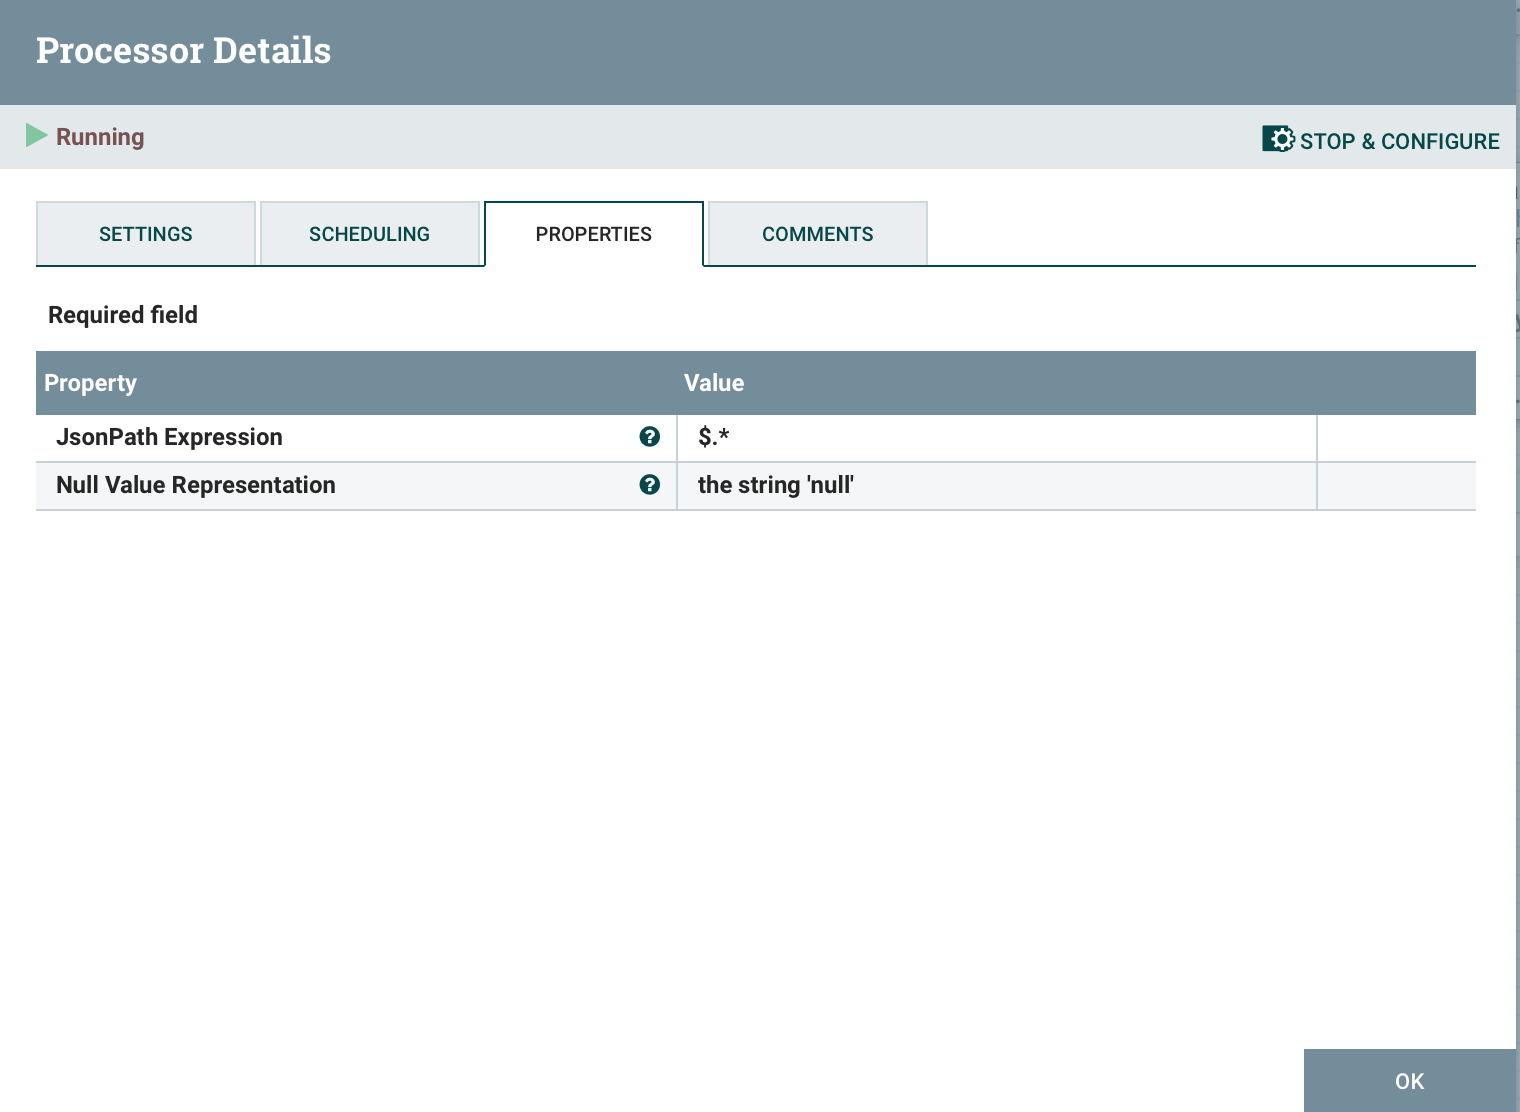 Processor Details
Running
STOP & CONFIGURE
SETTINGS SCHEDULING PROPERTIES COMMENTS
Required field
Property Value
JsonPath Expression ? $.*
Null Value Representation ? the string 'null'
OK